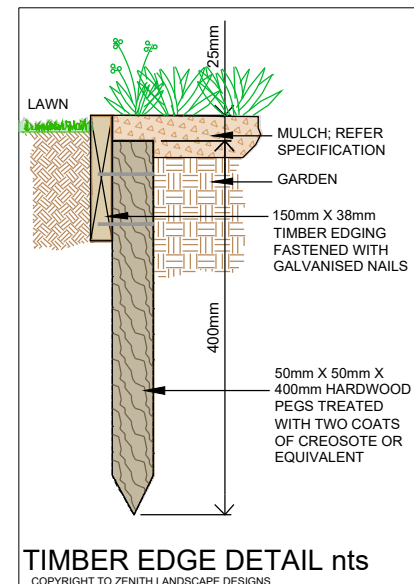 25mm
LAWN
MULCH; REFER
SPECIFICATION
GARDEN
150mm X 38mm
TIMBER EDGING
FASTENED WITH
GALVANISED NAILS
400mm
50mm X 50mm X
400mm HARDWOOD
PEGS TREATED
WITH TWO COATS
OF CREOSOTE OR
EQUIVALENT
TIMBER EDGE DETAIL nts
COPYRIGHT TO ZENITH LANDSCAPE DESIGNS